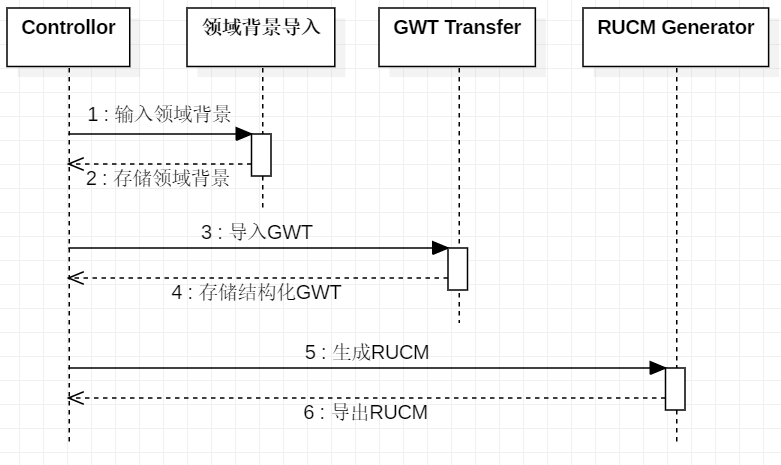 Controllor
领域背景导入
GWT Transfer
RUCM Generator
1 : 输入领域背景
2 : 存储领域背景
3 : 导入GWT
4 : 存储结构化GWT
5 : 生成RUCM
6 : 导出RUCM